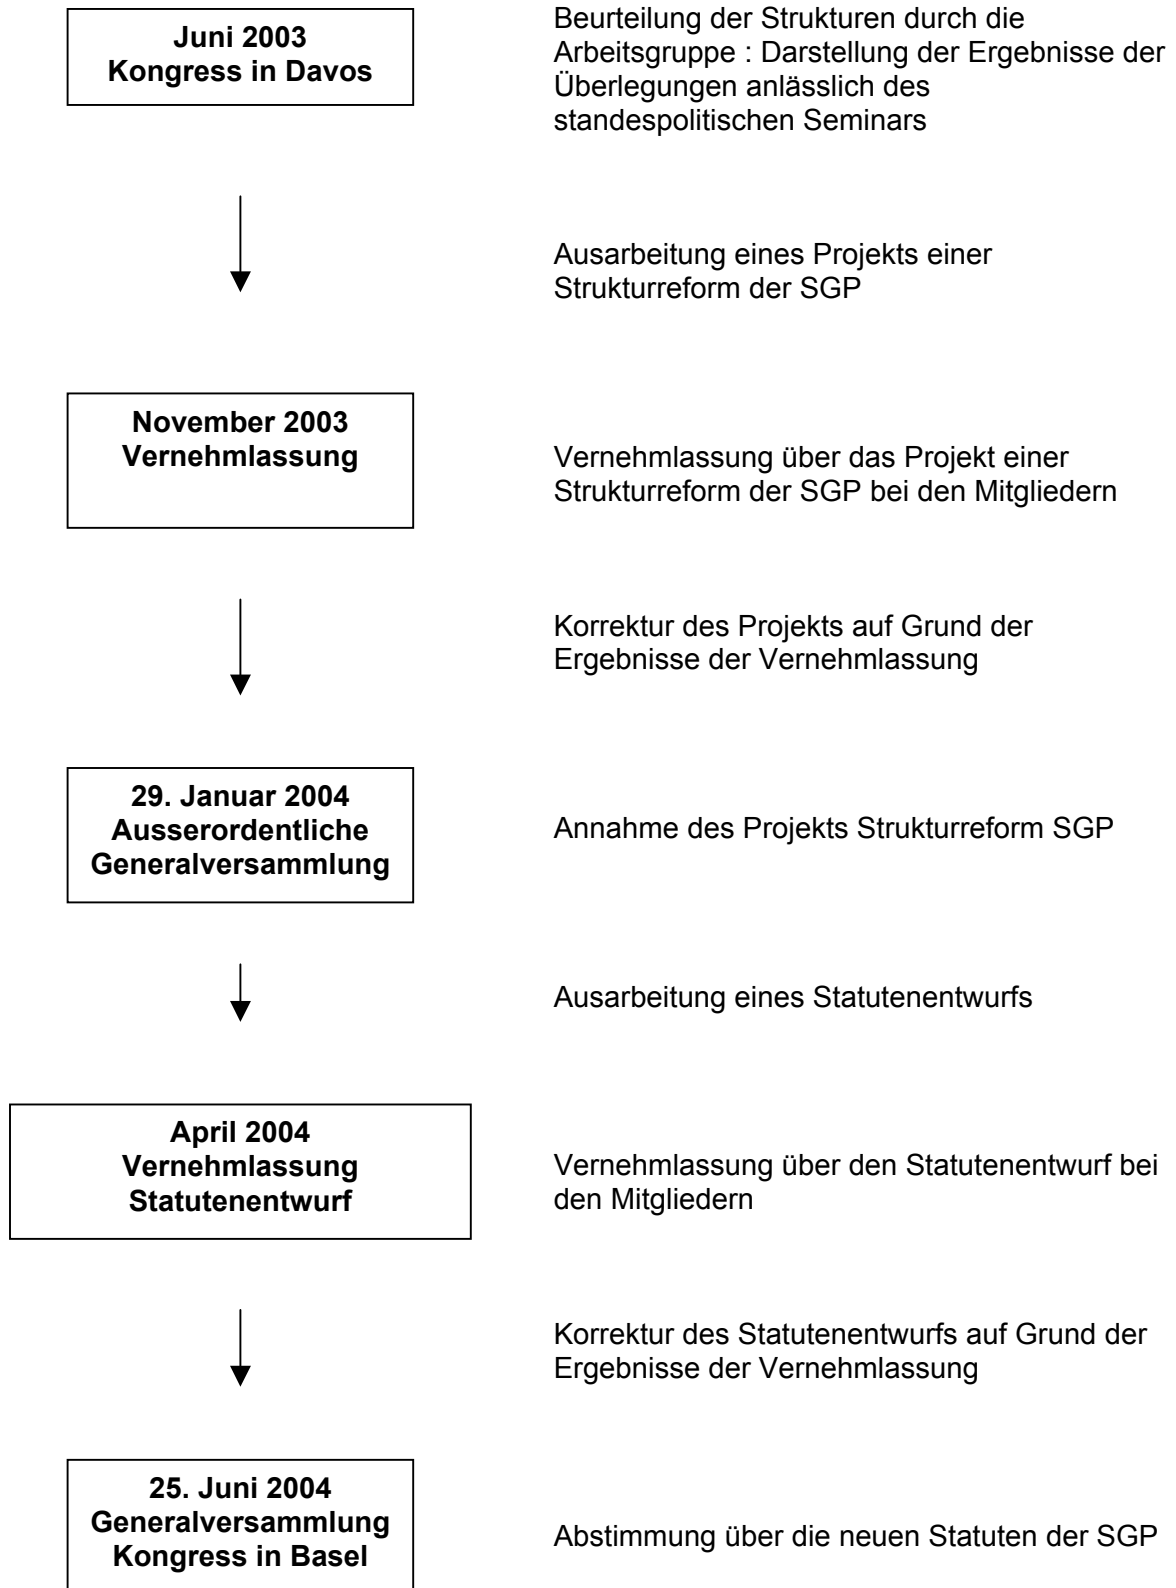 Juni 2003
Kongress in Davos
Beurteilung der Strukturen durch die
Arbeitsgruppe : Darstellung der Ergebnisse der
Überlegungen anlässlich des
standespolitischen Seminars
Ausarbeitung eines Projekts einer
Strukturreform der SGP
November 2003
Vernehmlassung
Vernehmlassung über das Projekt einer
Strukturreform der SGP bei den Mitgliedern
Korrektur des Projekts auf Grund der
Ergebnisse der Vernehmlassung
29. Januar 2004
Ausserordentliche
Generalversammlung
Annahme des Projekts Strukturreform SGP
Ausarbeitung eines Statutenentwurfs
April 2004
Vernehmlassung
Statutenentwurf
Vernehmlassung über den Statutenentwurf bei
den Mitgliedern
Korrektur des Statutenentwurfs auf Grund der
Ergebnisse der Vernehmlassung
25. Juni 2004
Generalversammlung
Kongress in Basel
Abstimmung über die neuen Statuten der SGP